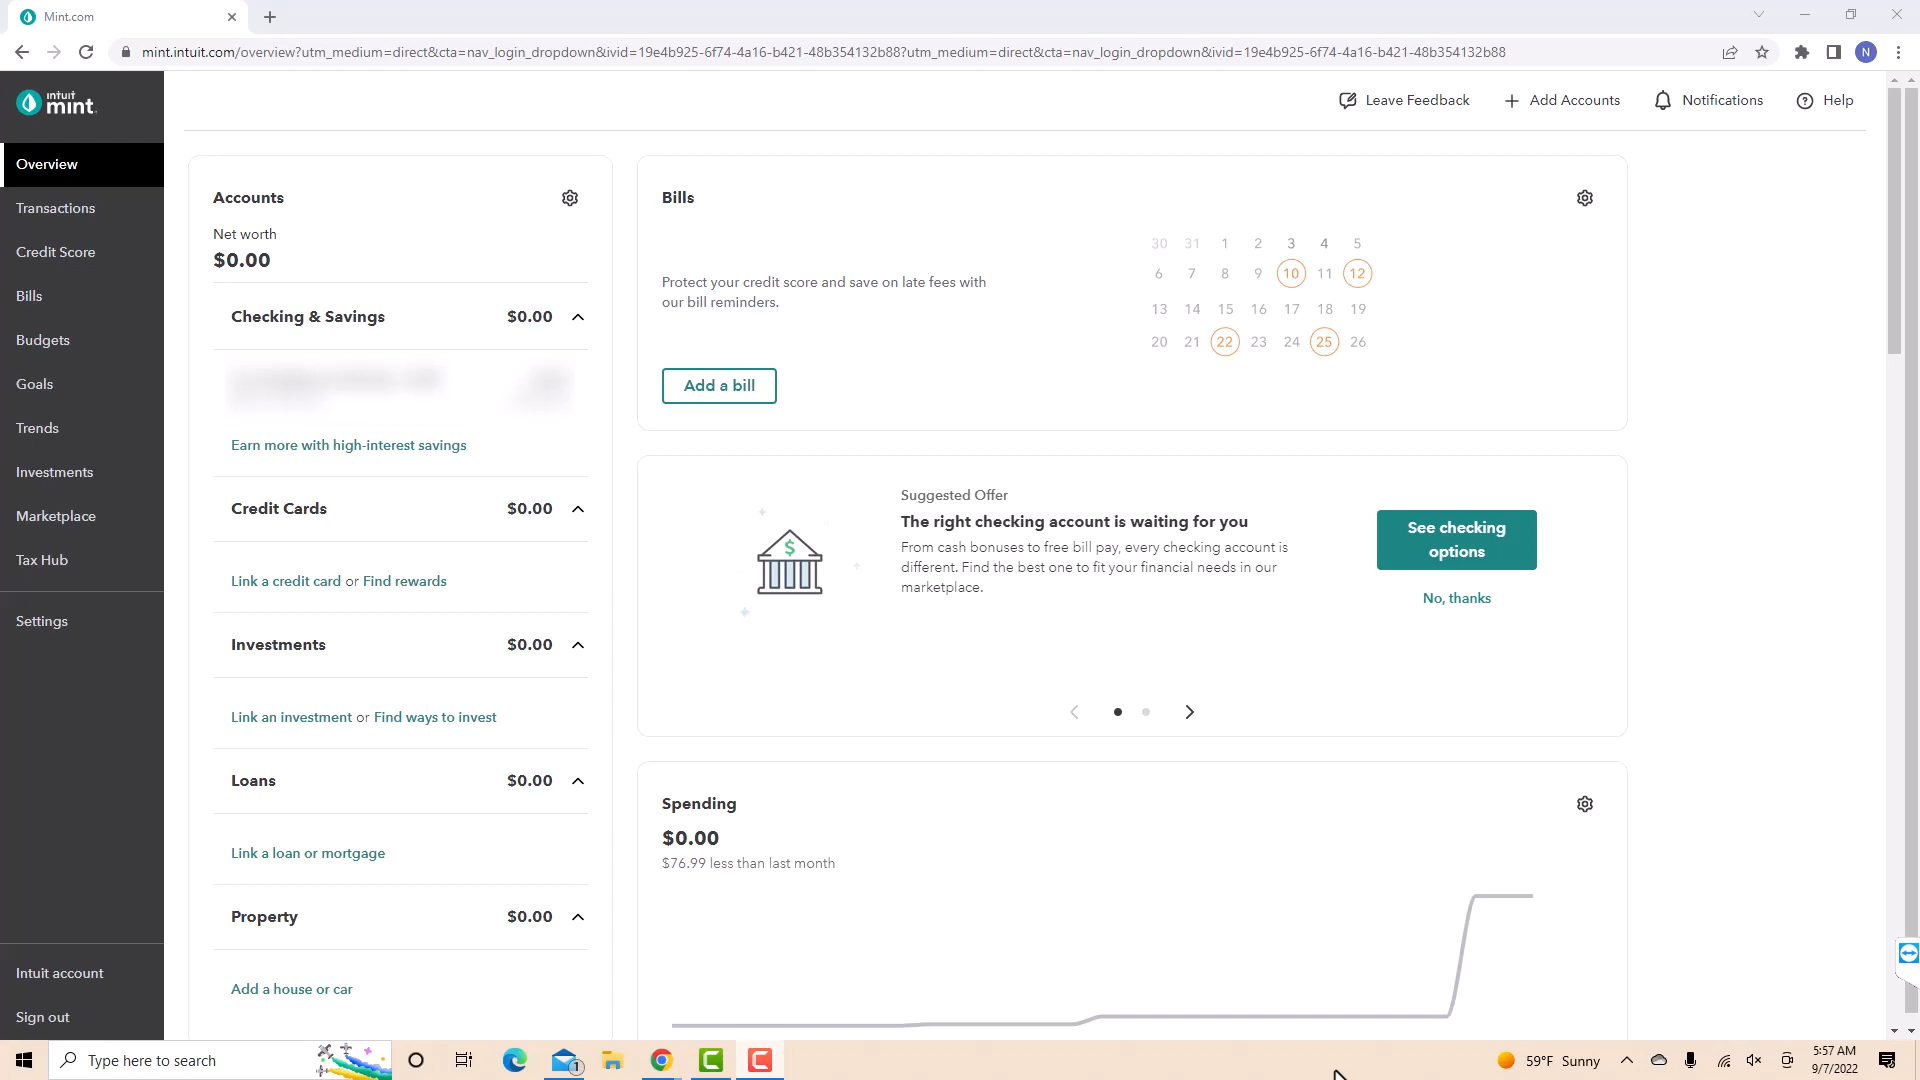 Mint.com
mint.intuit.com/overview?utm_medium=direct&cta=nav_login_dropdown&ivid=19e4b925-6f74-4a16-b421-48b354132b88?utm_medium=direct&cta=nav_login_dropdown&ivid=19e4b925-6f74-4a16-b421-48b354132b88
N
intuit
mint
Leave Feedback
Add Accounts
Notifications
Help
Overview
Transactions
Credit Score
Bills
Budgets
Goals
Trends
Investments
Marketplace
Tax Hub
Settings
Intuit account
Sign out
Accounts
Net worth
$0.00
Checking & Savings $0.00
Earn more with high-interest savings
Credit Cards $0.00
Link a credit card or Find rewards
Investments $0.00
Link an investment or Find ways to invest
Loans $0.00
Link a loan or mortgage
Property $0.00
Add a house or car
Bills
Protect your credit score and save on late fees with
our bill reminders.
Add a bill
30 31 1 2 3 4 5
6 7 8 9 10 11 12
13 14 15 16 17 18 19
20 21 22 23 24 25 26
Suggested Offer
The right checking account is waiting for you
From cash bonuses to free bill pay, every checking account is
different. Find the best one to fit your financial needs in our
marketplace.
See checking
options
No, thanks
Spending
$0.00
$76.99 less than last month
Type here to search
1
59°F Sunny
5:57 AM
9/7/2022